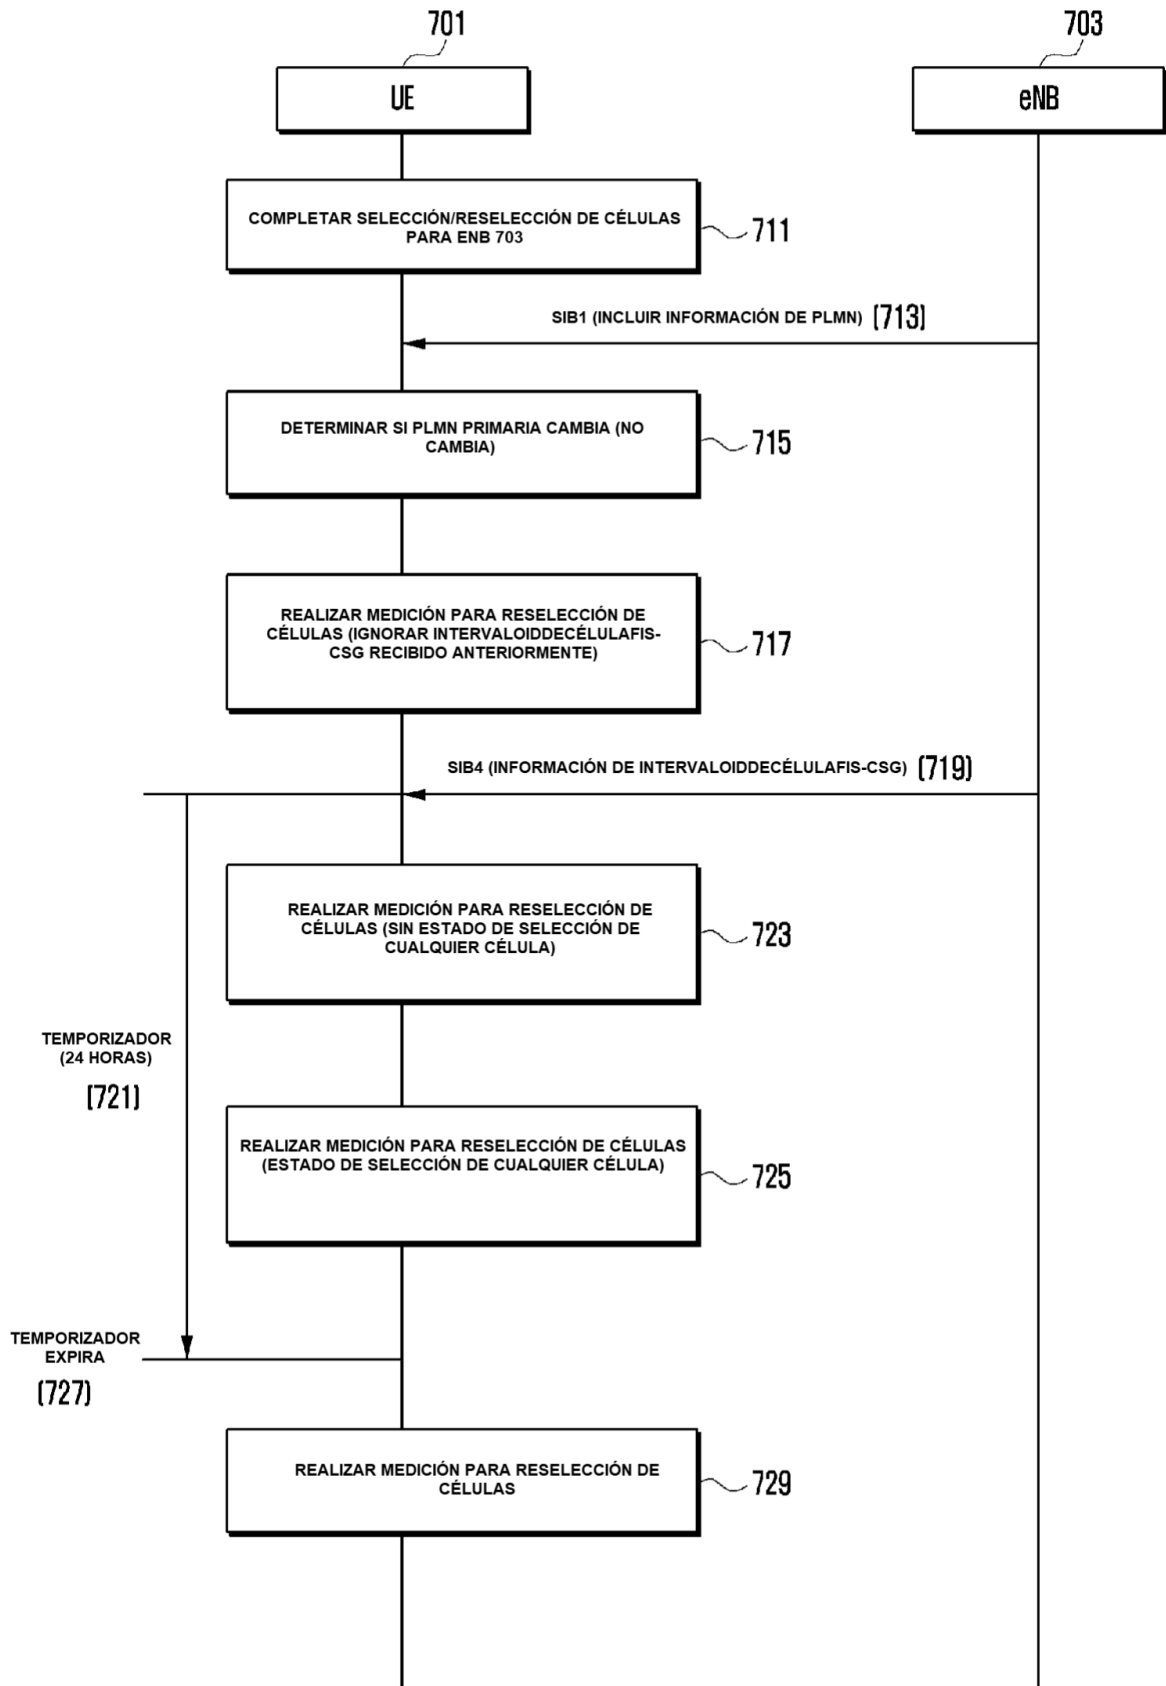 701
703
UE
eNB
COMPLETAR SELECCIÓN/RESELECCIÓN DE CÉLULAS
PARA ENB 703
711
SIB1 (INCLUIR INFORMACIÓN DE PLMN) (713)
DETERMINAR SI PLMN PRIMARIA CAMBIA (NO
CAMBIA)
715
REALIZAR MEDICIÓN PARA RESELECCIÓN DE
CÉLULAS (IGNORAR INTERVALOIDDECÉLULAFIS-
CSG RECIBIDO ANTERIORMENTE)
717
SIB4 (INFORMACIÓN DE INTERVALOIDDECÉLULAFIS-CSG) (719)
REALIZAR MEDICIÓN PARA RESELECCIÓN DE
CÉLULAS (SIN ESTADO DE SELECCIÓN DE
CUALQUIER CÉLULA)
723
TEMPORIZADOR
(24 HORAS)
(721)
REALIZAR MEDICIÓN PARA RESELECCIÓN DE CÉLULAS
(ESTADO DE SELECCIÓN DE CUALQUIER CÉLULA)
725
TEMPORIZADOR
EXPIRA
(727)
REALIZAR MEDICIÓN PARA RESELECCIÓN DE
CÉLULAS
729